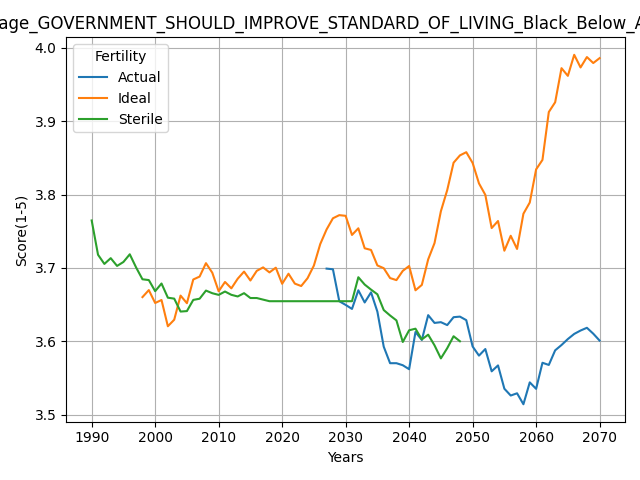 age_GOVERNMENT_SHOULD_IMPROVE_STANDARD_OF_LIVING_Black_Below_A
Fertility
Actual
Ideal
Sterile
Score(1-5)
4.0
3.9
3.8
3.7
3.6
3.5
1990 2000 2010 2020 2030 2040 2050 2060 2070
Years